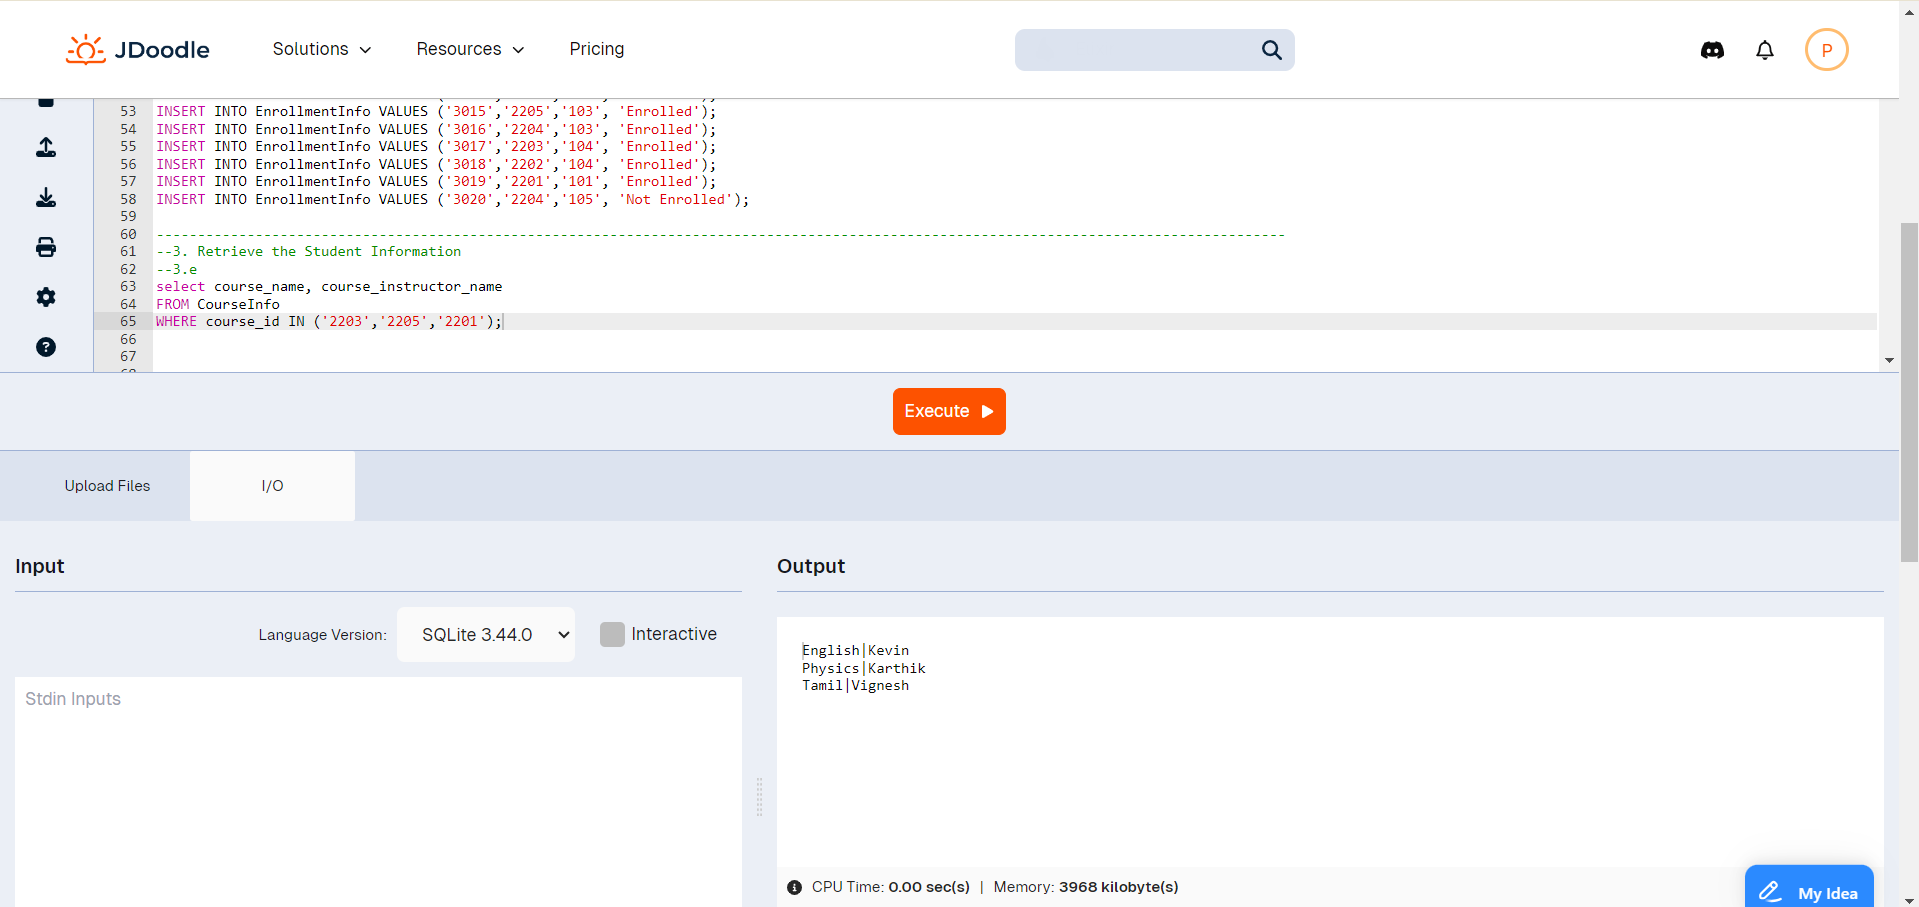 JDoodle
Solutions
Resources
Pricing
P
53 INSERT INTO EnrollmentInfo VALUES ('3015','2205','103', 'Enrolled');
54 INSERT INTO EnrollmentInfo VALUES ('3016','2204','103', 'Enrolled');
55 INSERT INTO EnrollmentInfo VALUES ('3017','2203','104', 'Enrolled');
56 INSERT INTO EnrollmentInfo VALUES ('3018','2202','104', 'Enrolled');
57 INSERT INTO EnrollmentInfo VALUES ('3019','2201','101', 'Enrolled');
58 INSERT INTO EnrollmentInfo VALUES ('3020','2204','105', 'Not Enrolled');
59
60 -----------------------------------------------------------------------------------------------------------------------------------------
61 --3. Retrieve the Student Information
62 --3.e
63 select course_name, course_instructor_name
64 FROM CourseInfo
65 WHERE course_id IN ('2203','2205','2201');
66
67
Execute
Upload Files
I/O
Input
Language Version: SQLite 3.44.0 Interactive
Stdin Inputs
Output
English|Kevin
Physics|Karthik
Tamil|Vignesh
CPU Time: 0.00 sec(s) | Memory: 3968 kilobyte(s)
My Idea